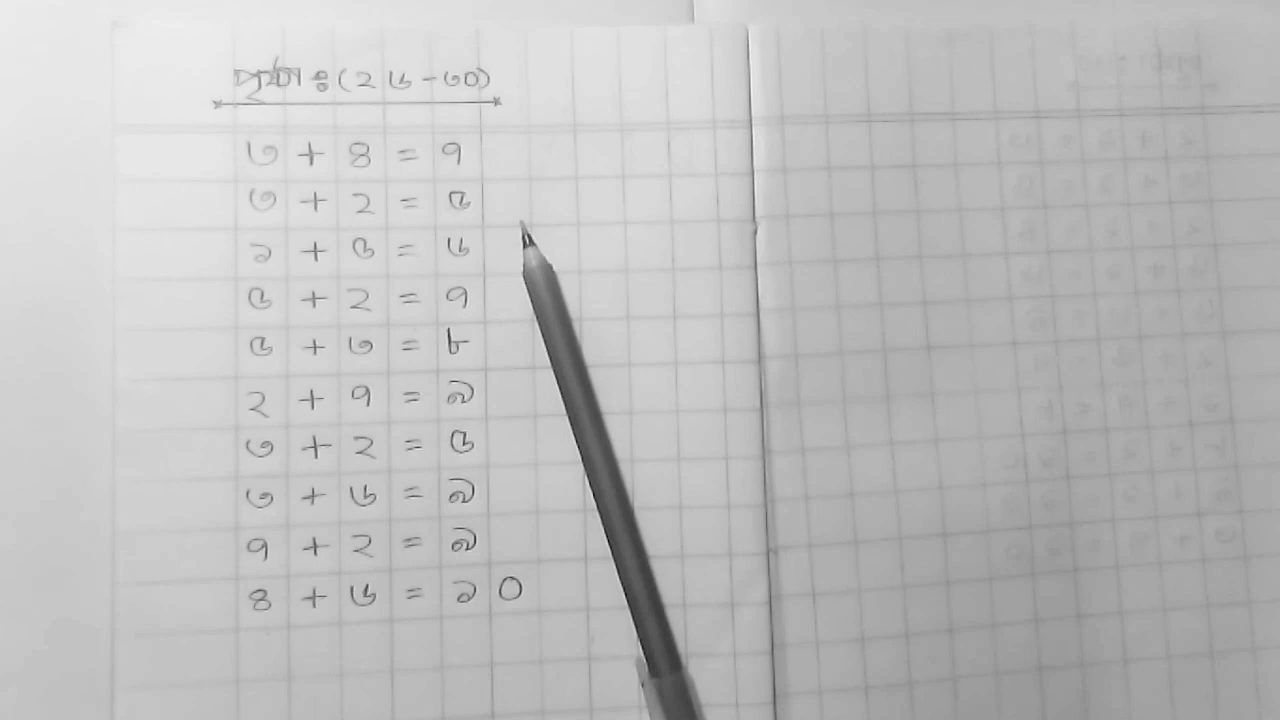 পৃষ্ঠা ঃ (২৬-৩০)
৩ + ৪ = ৭
৩ + ২ = ৫
১ + ৫ = ৬
৫ + ২ = ৭
৫ + ৩ = ৮
২ + ৭ = ৯
৩ + ২ = ৫
৩ + ৬ = ৯
৭ + ২ = ৯
৪ + ৬ = ১০